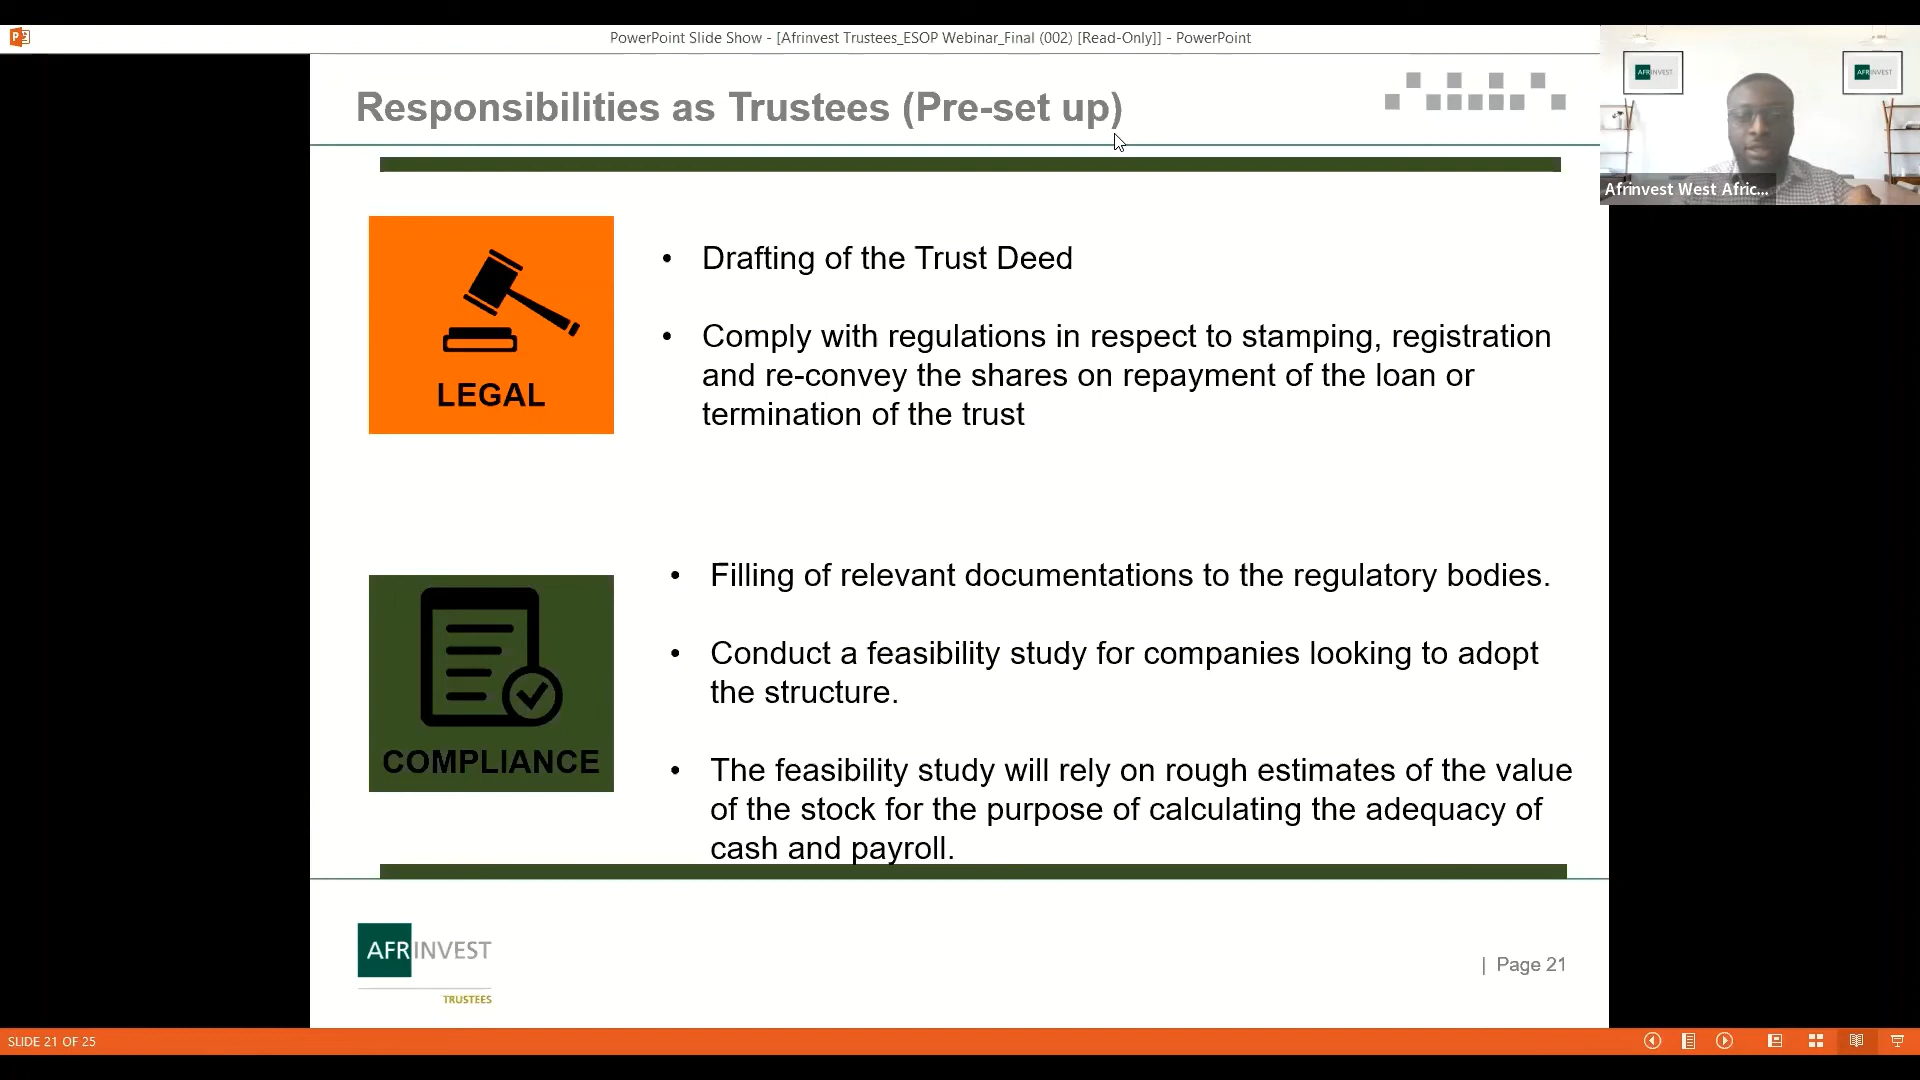 PowerPoint Slide Show - [Afrinvest Trustees_ESOP Webinar_Final (002) [Read-Only]] - PowerPoint
Responsibilities as Trustees (Pre-set up)
AFRINVEST
AFRINVEST
Afrinvest West Afric...
LEGAL
• Drafting of the Trust Deed
• Comply with regulations in respect to stamping, registration
and re-convey the shares on repayment of the loan or
termination of the trust
COMPLIANCE
• Filling of relevant documentations to the regulatory bodies.
• Conduct a feasibility study for companies looking to adopt
the structure.
• The feasibility study will rely on rough estimates of the value
of the stock for the purpose of calculating the adequacy of
cash and payroll.
AFRINVEST
TRUSTEES
| Page 21
SLIDE 21 OF 25